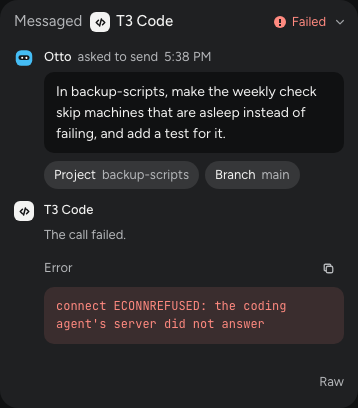 Messaged T3 Code Failed
Otto asked to send 5:38 PM
In backup-scripts, make the weekly check
skip machines that are asleep instead of
failing, and add a test for it.
Project backup-scripts Branch main
T3 Code
The call failed.
Error
connect ECONNREFUSED: the coding
agent's server did not answer
Raw